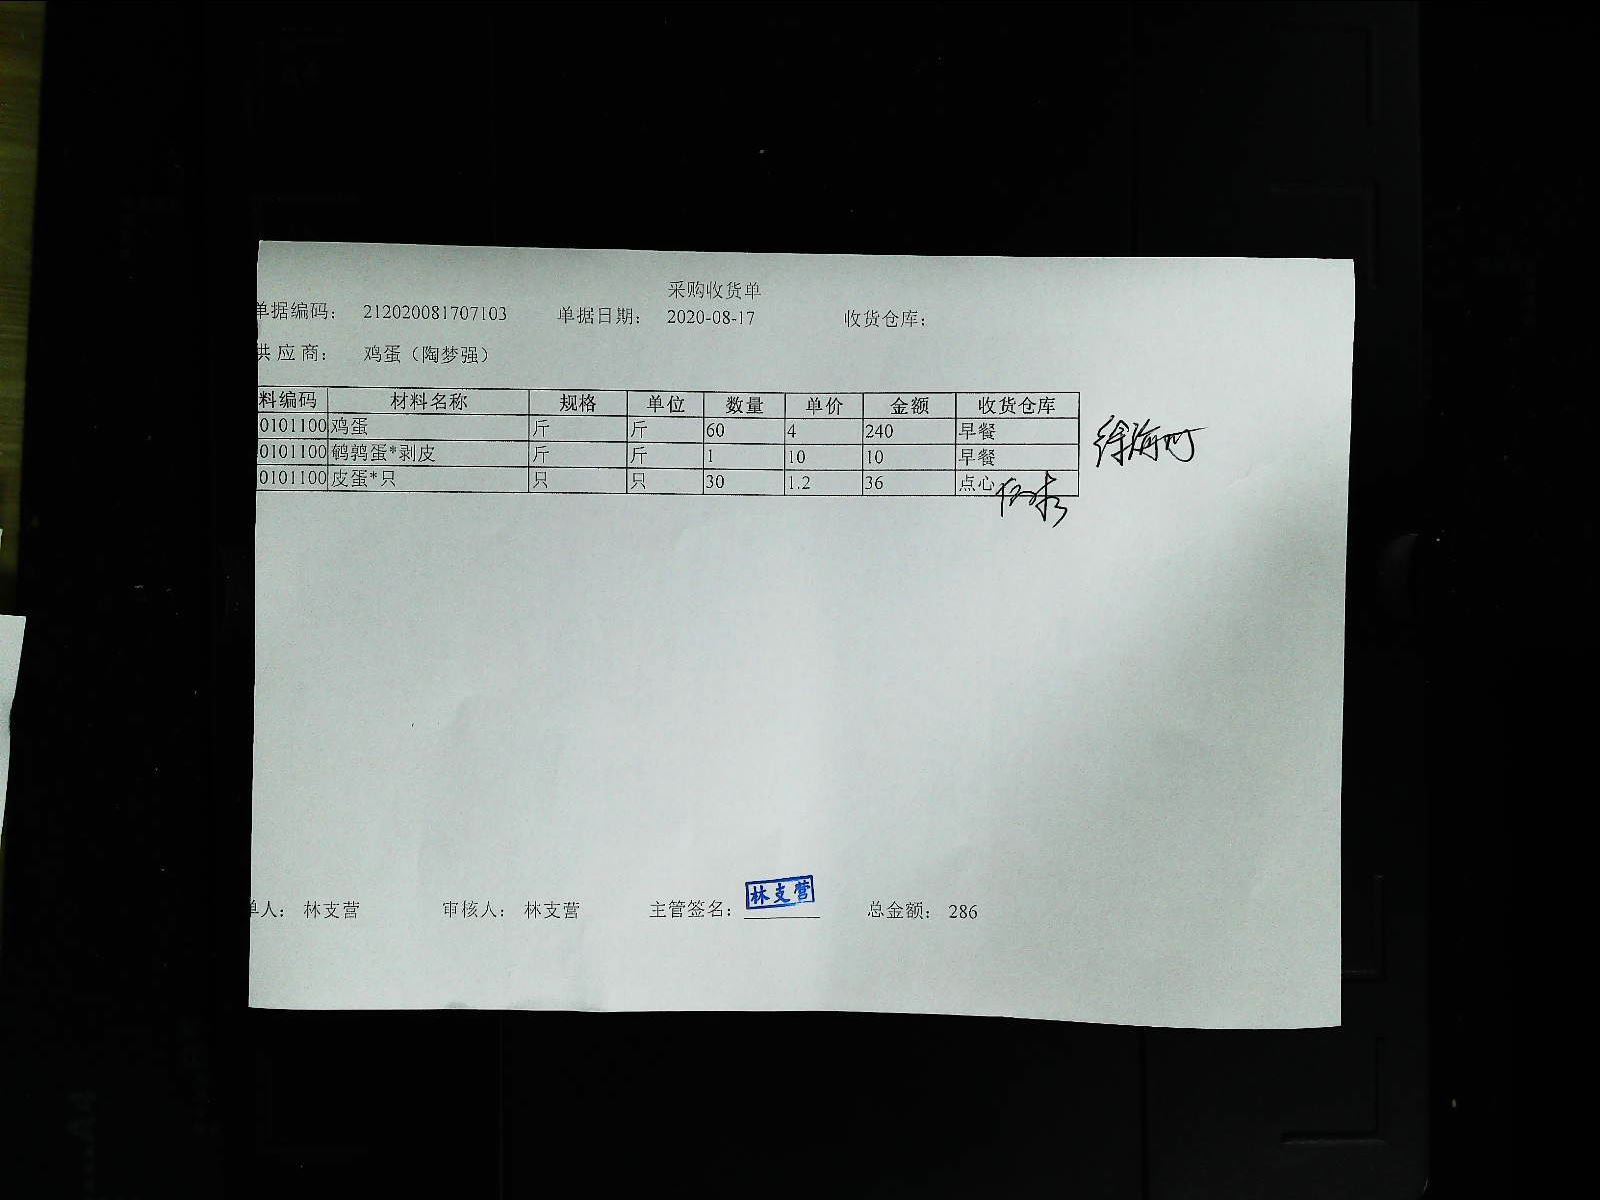 采购收货单
单据编码： 212020081707103 单据日期： 2020-08-17 收货仓库：
供 应 商： 鸡蛋（陶梦强）
料编码 材料名称 规格 单位 数量 单价 金额 收货仓库
0101100 鸡蛋 斤 斤 60 4 240 早餐
0101100 鹌鹑蛋*剥皮 斤 斤 1 10 10 早餐
0101100 皮蛋*只 只 只 30 1.2 36 点心
单人： 林支营 审核人： 林支营 主管签名： 林支营 总金额： 286